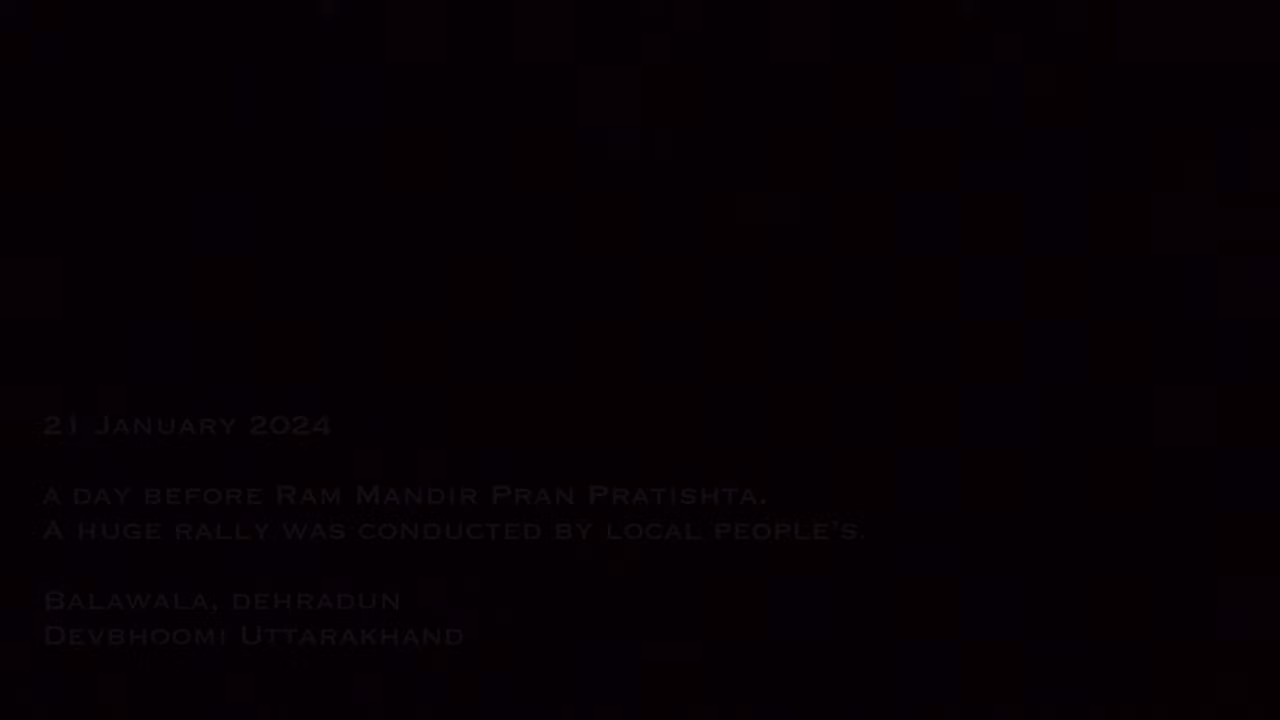 21 January 2024
A day before Ram Mandir Pran Pratishta.
A huge rally was conducted by local people's.
Balawala, dehradun
Devbhoomi Uttarakhand